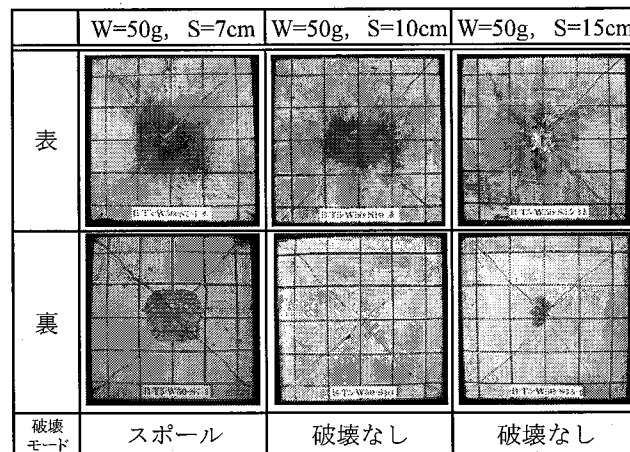 W=50g, S=7cm
W=50g, S=10cm
W=50g, S=15cm
表
裏
破壊
モード
スポール
破壊なし
破壊なし